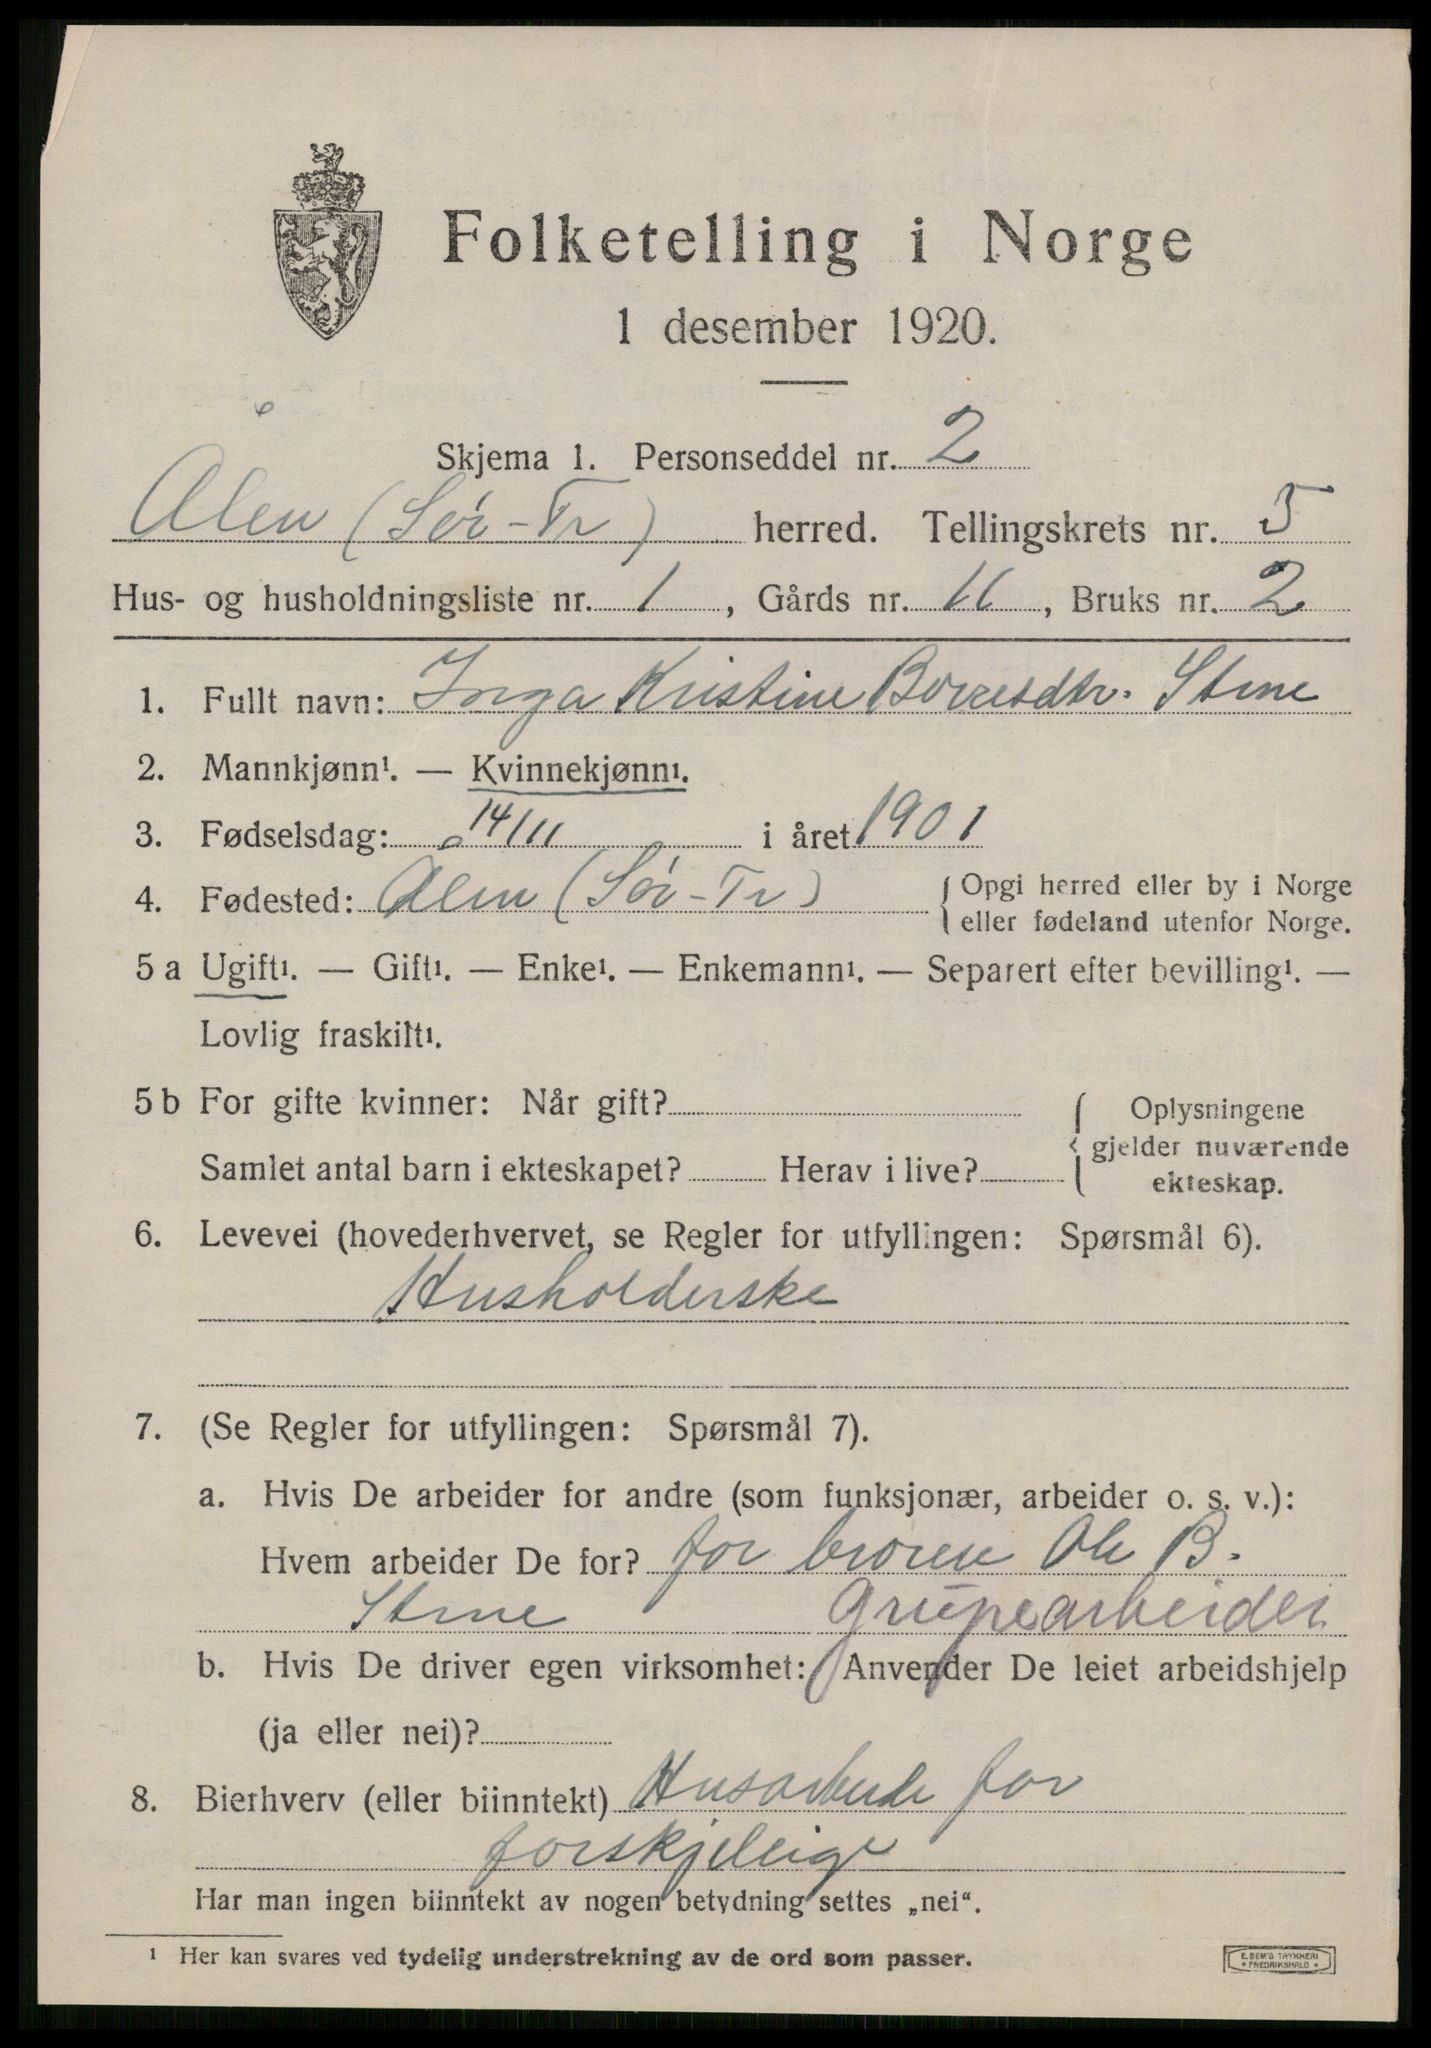 Folketelling i Norge
1 desember 1920.
Skjema 1. Personseddel nr. 2
Ålen (Sør-Tr) herred. Tellingskrets nr. 5
Hus- og husholdningsliste nr. 1, Gårds nr. 11, Bruks nr. 2
1. Fullt navn: Inga Kristine Borresdtr. Stene
2. Mannkjønn¹. — Kvinnekjønn¹.
3. Fødselsdag: 14/11 i året 1901
4. Fødested: Ålen (Sør-Tr) { Opgi herred eller by i Norge
eller fødeland utenfor Norge.
5 a Ugift¹. — Gift¹. — Enke¹. — Enkemann¹. — Separert efter bevilling¹. —
Lovlig fraskilt¹.
5 b For gifte kvinner: Når gift? { Oplysningene
gjelder nuværende
Samlet antal barn i ekteskapet? Herav i live? ekteskap.
6. Levevei (hovederhvervet, se Regler for utfyllingen: Spørsmål 6).
Husholderske
7. (Se Regler for utfyllingen: Spørsmål 7).
a. Hvis De arbeider for andre (som funksjonær, arbeider o. s. v.):
Hvem arbeider De for? for broren Ole B.
Stene Grupearbeider
b. Hvis De driver egen virksomhet: Anvender De leiet arbeidshjelp
(ja eller nei)?
8. Bierhverv (eller biinntekt) Husarbeide for
forskjeleige
Har man ingen biinntekt av nogen betydning settes „nei“.
¹ Her kan svares ved tydelig understrekning av de ord som passer.
E. SEM'S TRYKKERI
FREDRIKSHALD